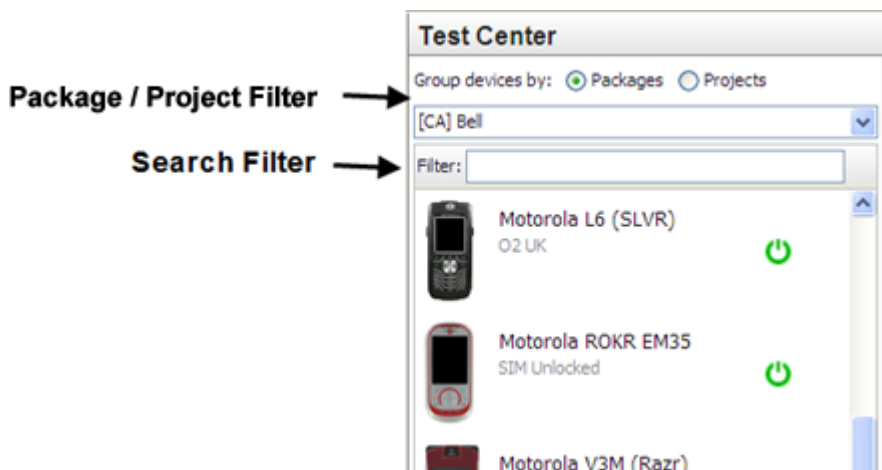 Test Center
Group devices by: Packages Projects
Package / Project Filter
[CA] Bell
Search Filter
Filter:
Motorola L6 (SLVR)
O2 UK
Motorola ROKR EM35
SIM Unlocked
Motorola V3M (Razr)